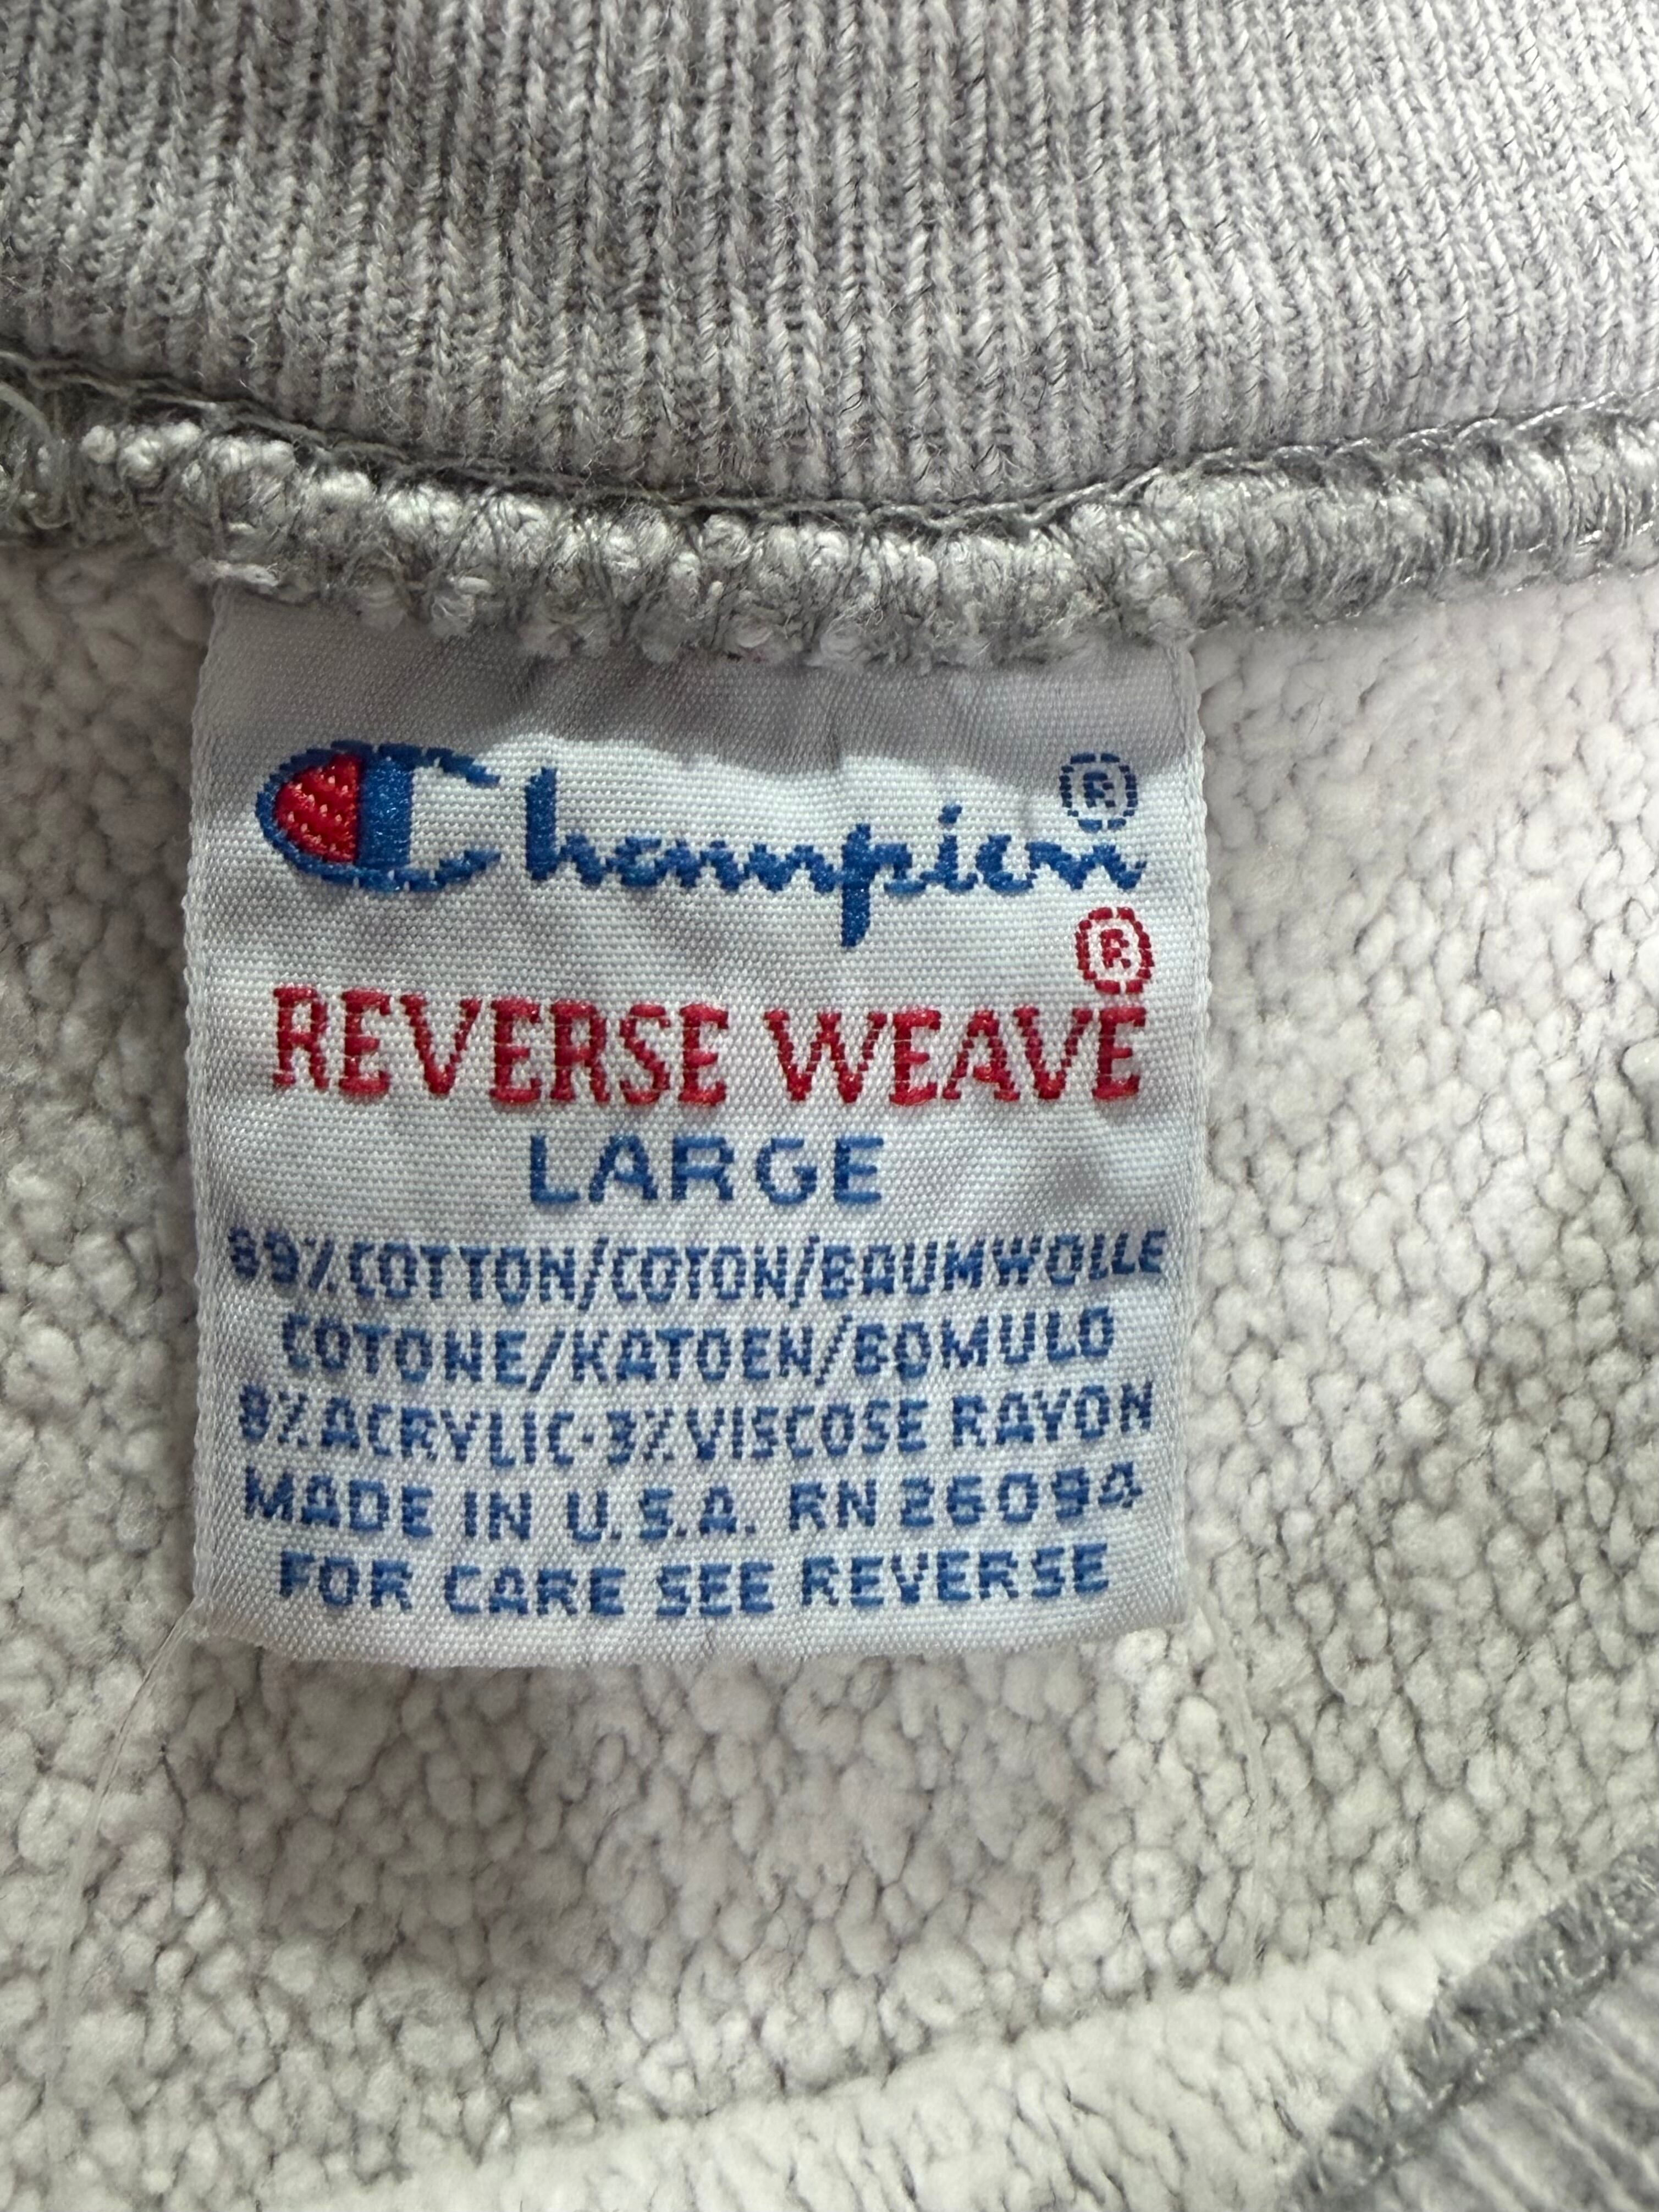 Champion®
REVERSE WEAVE®
LARGE
89% COTTON/COTON/BAUMWOLLE
COTONE/KATOEN/BOMULD
8% ACRYLIC·3% VISCOSE RAYON
MADE IN U.S.A. RN 26094
FOR CARE SEE REVERSE